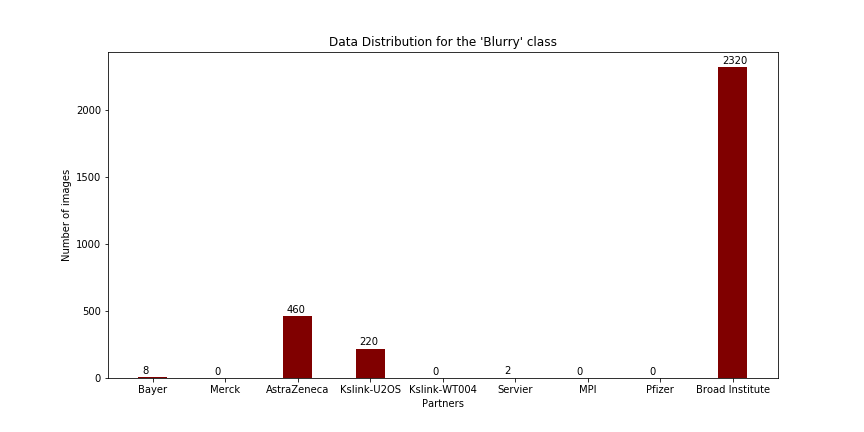 Data Distribution for the 'Blurry' class
Number of images
2000
1500
1000
500
0
8
0
460
220
0
2
0
0
2320
Bayer
Merck
AstraZeneca
Kslink-U2OS
Kslink-WT004
Servier
MPI
Pfizer
Broad Institute
Partners